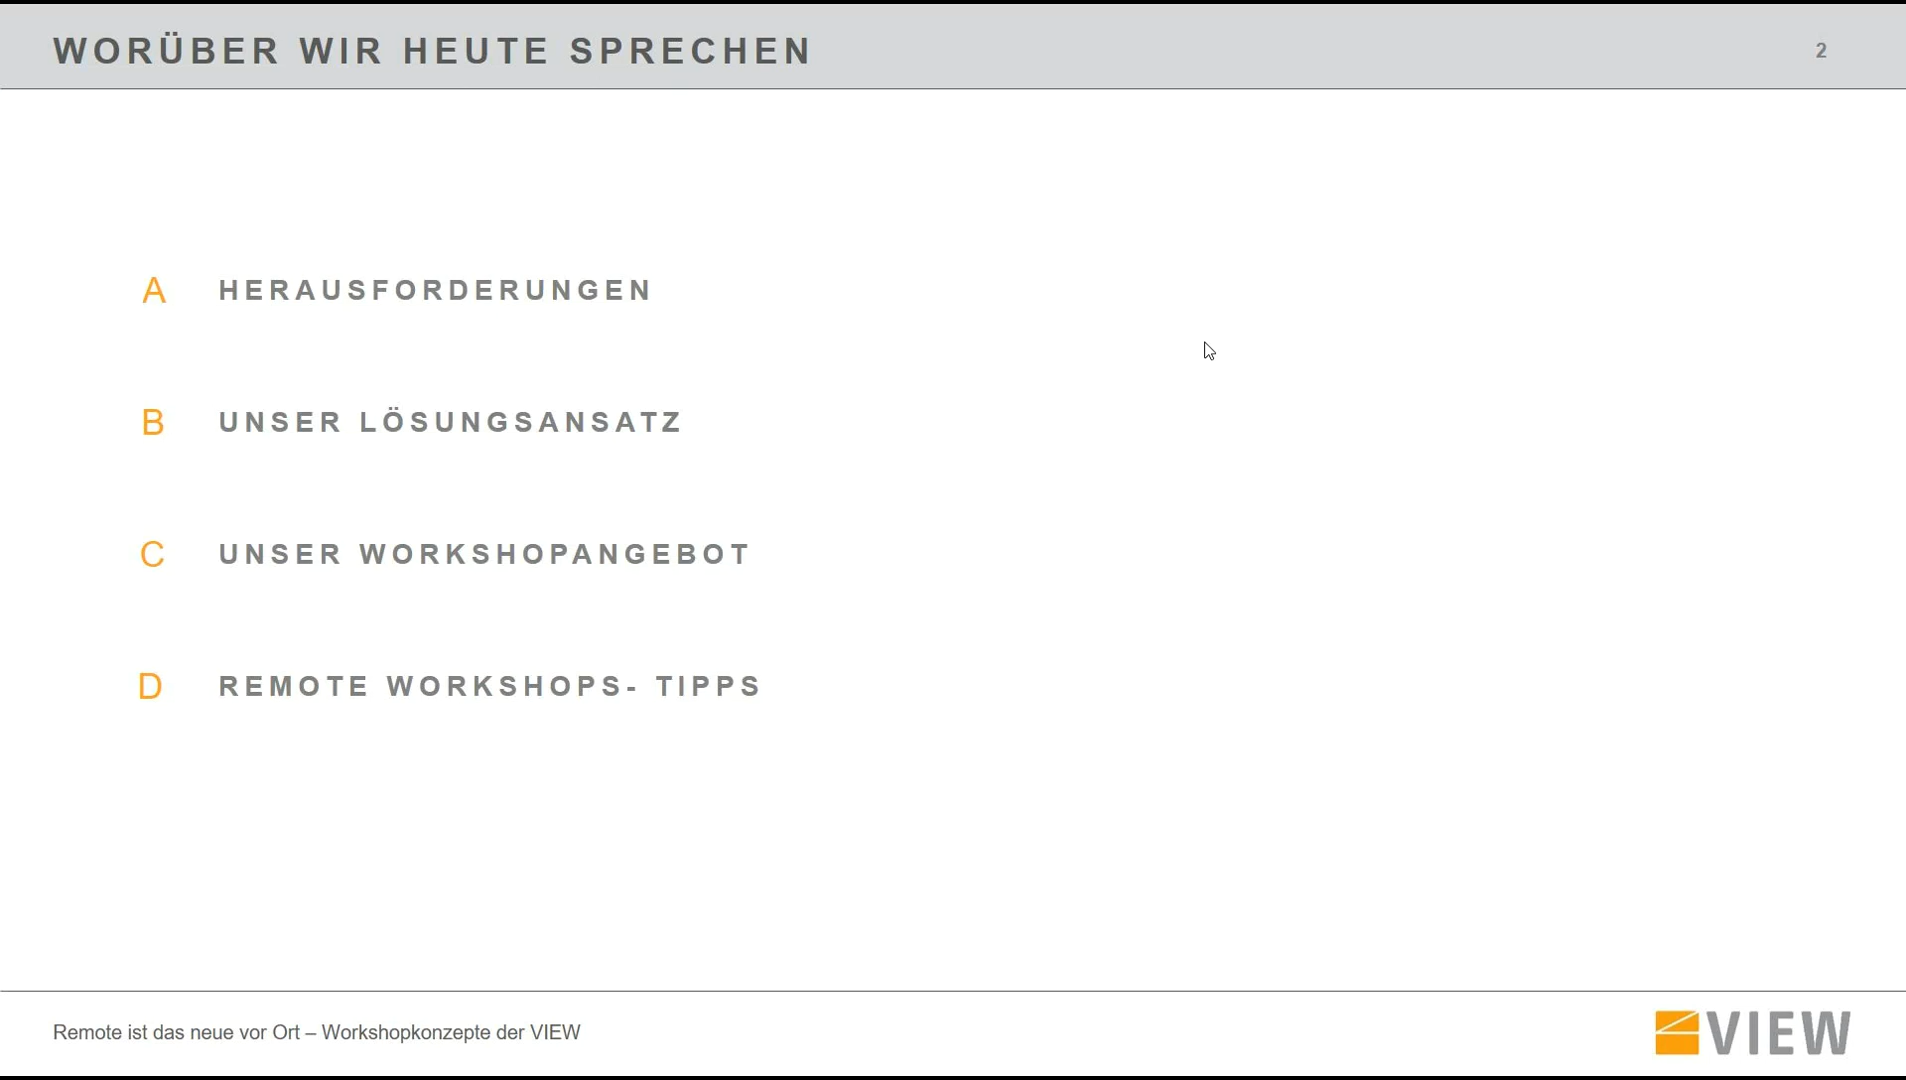 WORÜBER WIR HEUTE SPRECHEN
2
A HERAUSFORDERUNGEN
B UNSER LÖSUNGSANSATZ
C UNSER WORKSHOPANGEBOT
D REMOTE WORKSHOPS- TIPPS
Remote ist das neue vor Ort – Workshopkonzepte der VIEW
VIEW